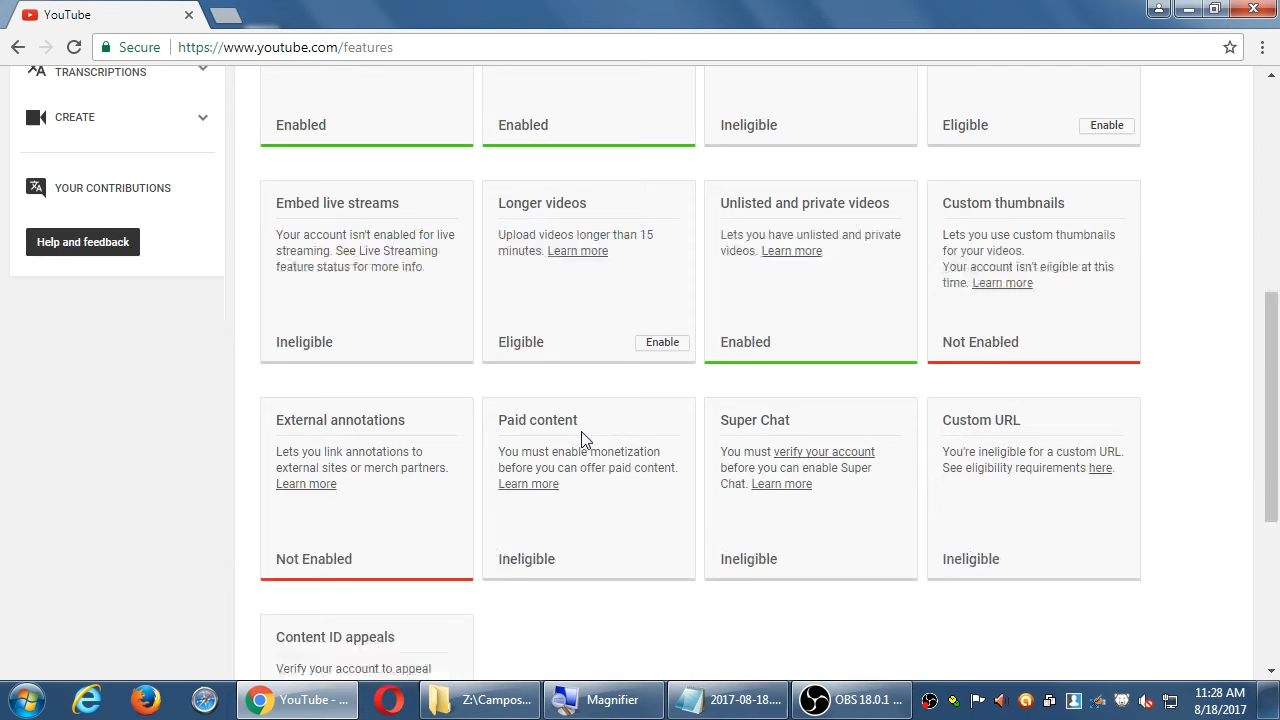 YouTube
Secure https://www.youtube.com/features
TRANSCRIPTIONS
CREATE
YOUR CONTRIBUTIONS
Help and feedback
Enabled
Enabled
Ineligible
Eligible
Enable
Embed live streams
Your account isn't enabled for live
streaming. See Live Streaming
feature status for more info.
Ineligible
Longer videos
Upload videos longer than 15
minutes. Learn more
Eligible
Enable
Unlisted and private videos
Lets you have unlisted and private
videos. Learn more
Enabled
Custom thumbnails
Lets you use custom thumbnails
for your videos.
Your account isn't eligible at this
time. Learn more
Not Enabled
External annotations
Lets you link annotations to
external sites or merch partners.
Learn more
Not Enabled
Paid content
You must enable monetization
before you can offer paid content.
Learn more
Ineligible
Super Chat
You must verify your account
before you can enable Super
Chat. Learn more
Ineligible
Custom URL
You're ineligible for a custom URL.
See eligibility requirements here.
Ineligible
Content ID appeals
Verify your account to appeal
YouTube - ...
Z:\Campos...
Magnifier
2017-08-18....
OBS 18.0.1 ...
11:28 AM
8/18/2017